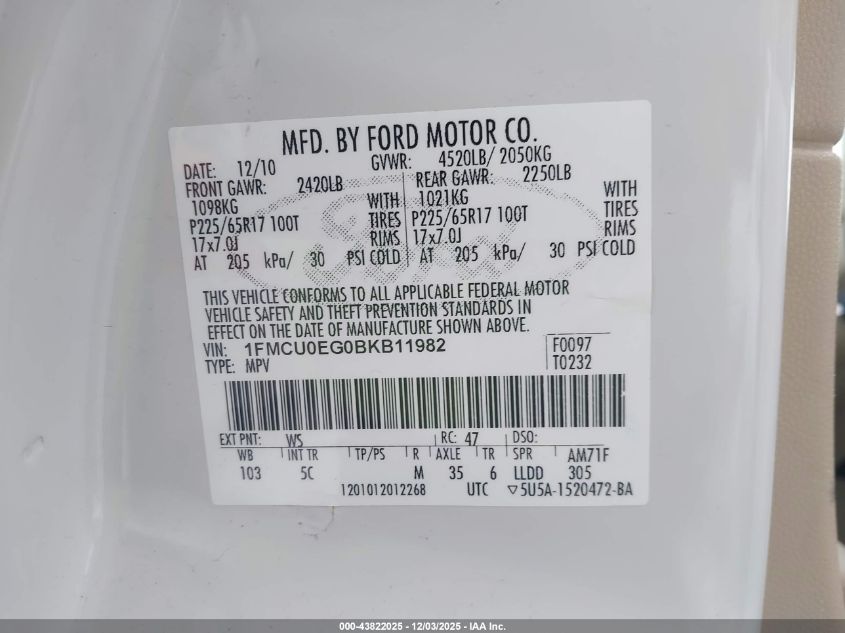 MFD. BY FORD MOTOR CO.
DATE: 12/10 GVWR: 4520LB/ 2050KG
FRONT GAWR: 2420LB REAR GAWR: 2250LB
1098KG WITH 1021KG WITH
P225/65R17 100T TIRES P225/65R17 100T TIRES
17x7.0J RIMS 17x7.0J RIMS
AT 205 kPa/ 30 PSI COLD AT 205 kPa/ 30 PSI COLD
THIS VEHICLE CONFORMS TO ALL APPLICABLE FEDERAL MOTOR
VEHICLE SAFETY AND THEFT PREVENTION STANDARDS IN
EFFECT ON THE DATE OF MANUFACTURE SHOWN ABOVE.
VIN: 1FMCU0EG0BKB11982 F0097
TYPE: MPV T0232
EXT PNT: WS RC: 47 DSO:
WB INT TR TP/PS R AXLE TR SPR AM71F
103 5C M 35 6 LLDD 305
1201012012268 UTC ▽5U5A-1520472-BA
000-43822025 - 12/03/2025 - IAA Inc.